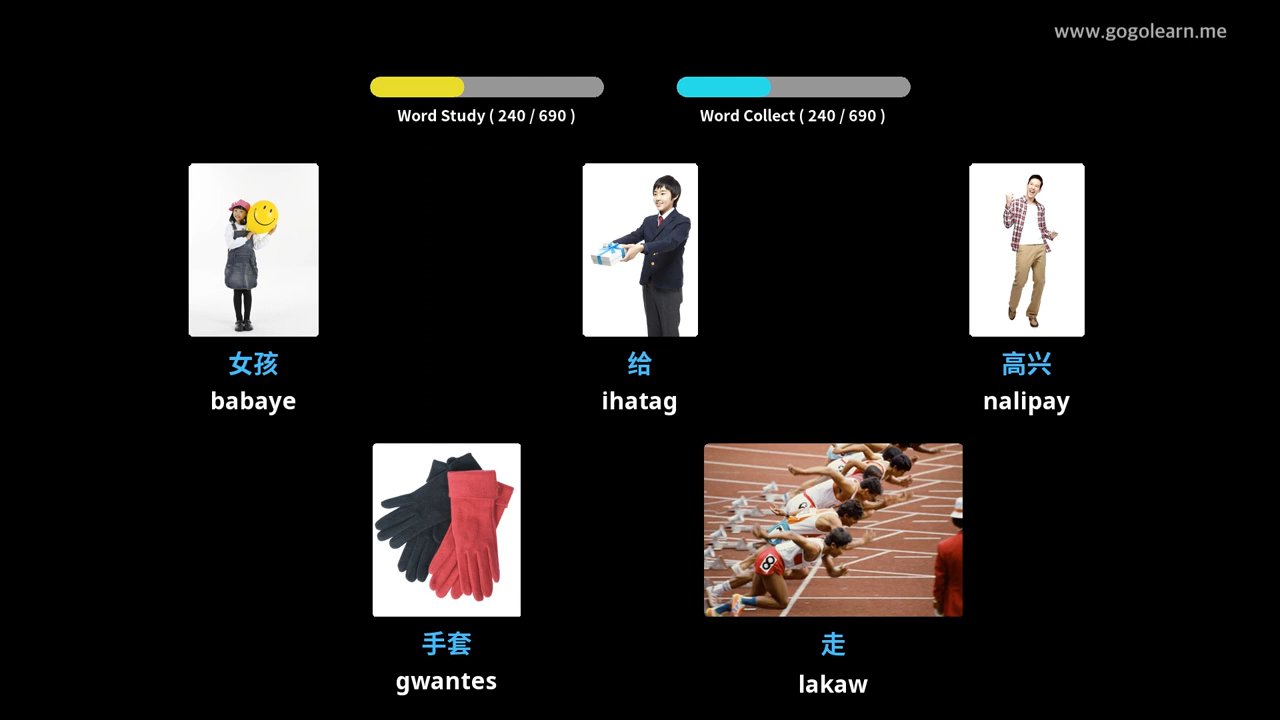 www.gogolearn.me
Word Study ( 240 / 690 )
Word Collect ( 240 / 690 )
女孩
babaye
给
ihatag
高兴
nalipay
手套
gwantes
走
lakaw